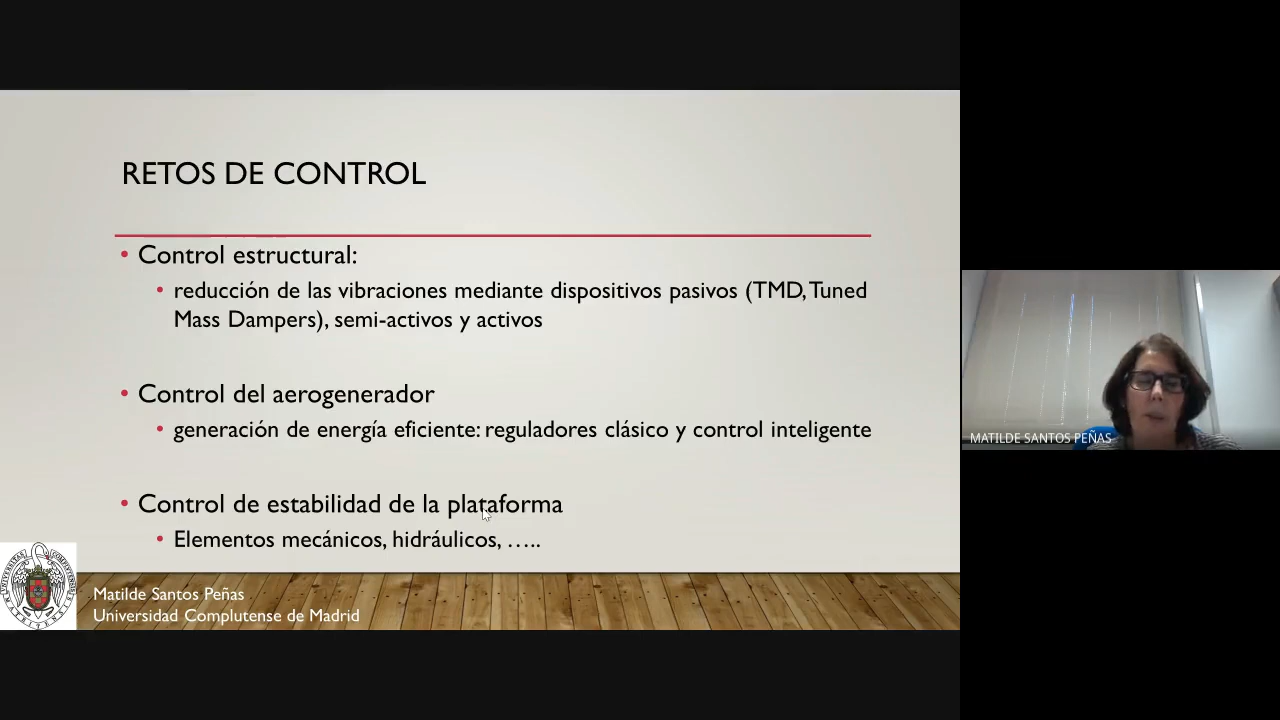 RETOS DE CONTROL
• Control estructural:
• reducción de las vibraciones mediante dispositivos pasivos (TMD, Tuned
Mass Dampers), semi-activos y activos
• Control del aerogenerador
• generación de energía eficiente: reguladores clásico y control inteligente
• Control de estabilidad de la plataforma
• Elementos mecánicos, hidráulicos, …..
Matilde Santos Peñas
Universidad Complutense de Madrid
MATILDE SANTOS PEÑAS